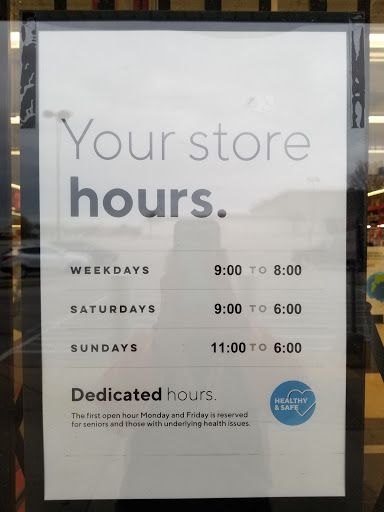 Your store
hours.
WEEKDAYS 9:00 TO 8:00
SATURDAYS 9:00 TO 6:00
SUNDAYS 11:00 TO 6:00
Dedicated hours.
The first open hour Monday and Friday is reserved
for seniors and those with underlying health issues.
HEALTHY
& SAFE